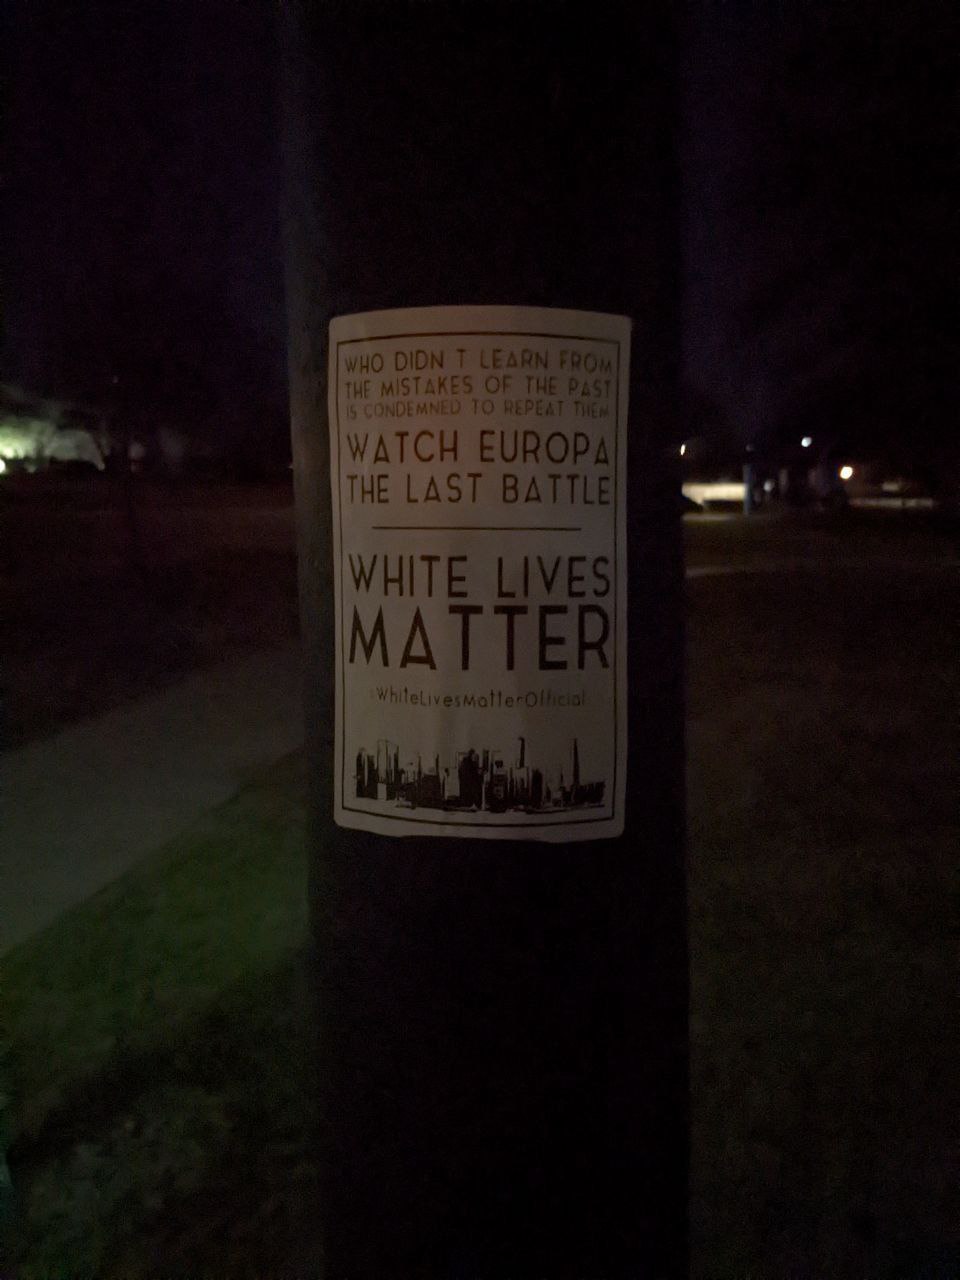 WHO DIDN T LEARN FROM
THE MISTAKES OF THE PAST
IS CONDEMNED TO REPEAT THEM
WATCH EUROPA
THE LAST BATTLE
WHITE LIVES
MATTER
WhiteLivesMatterOfficial